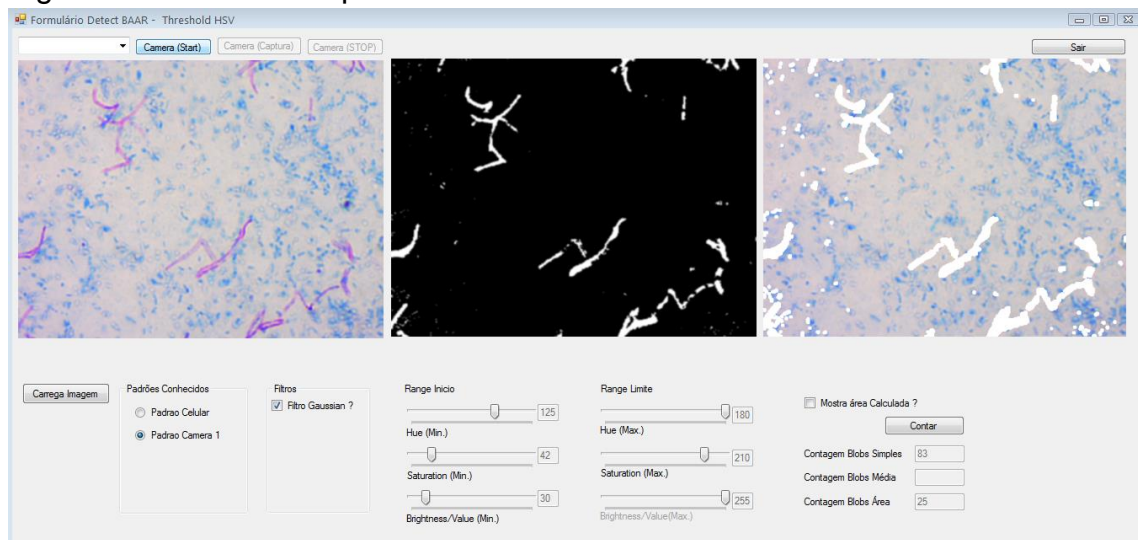 Formulário Detect BAAR - Threshold HSV
Camera (Start) Camera (Captura) Camera (STOP) Sair
Carrega Imagem
Padrões Conhecidos
Padrao Celular
Padrao Camera 1
Filtros
Filtro Gaussian ?
Range Inicio
125
Hue (Min.)
42
Saturation (Min.)
30
Brightness/Value (Min.)
Range Limite
180
Hue (Max.)
210
Saturation (Max.)
255
Brightness/Value(Max.)
Mostra área Calculada ?
Contar
Contagem Blobs Simples 83
Contagem Blobs Média
Contagem Blobs Área 25